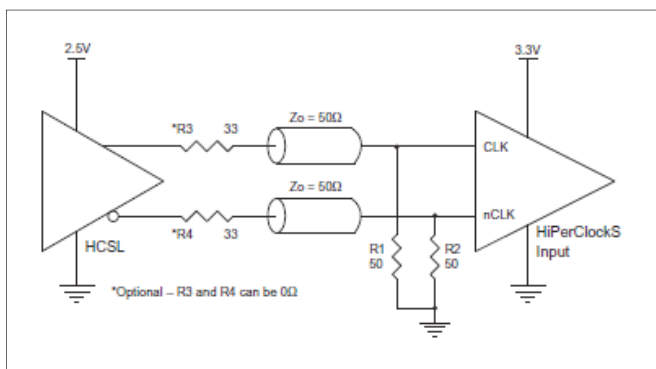 2.5V
3.3V
*R3 33
Zo = 50Ω
CLK
Zo = 50Ω
nCLK
*R4 33
HCSL
R1
50
R2
50
HiPerClockS
Input
*Optional – R3 and R4 can be 0Ω